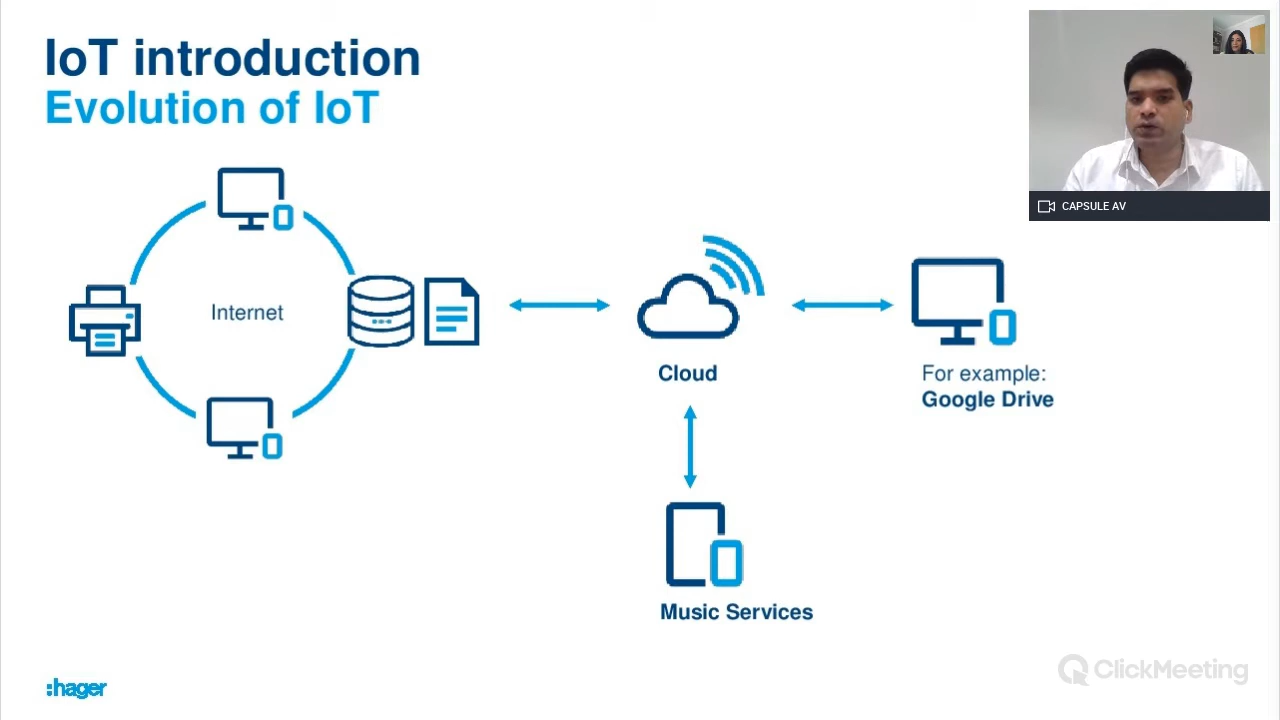 IoT introduction
Evolution of IoT
CAPSULE AV
Internet
Cloud
For example:
Google Drive
Music Services
:hager
ClickMeeting